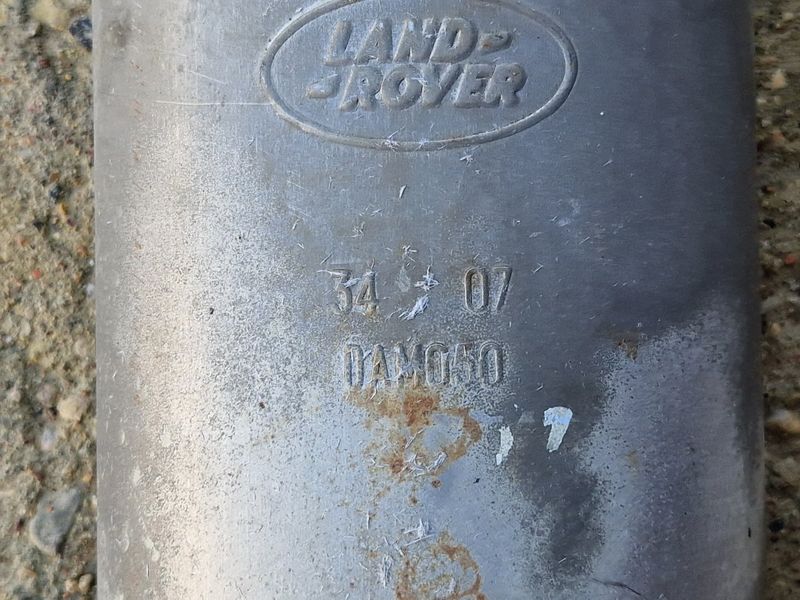 LAND-
-ROVER
34 07
DAM050